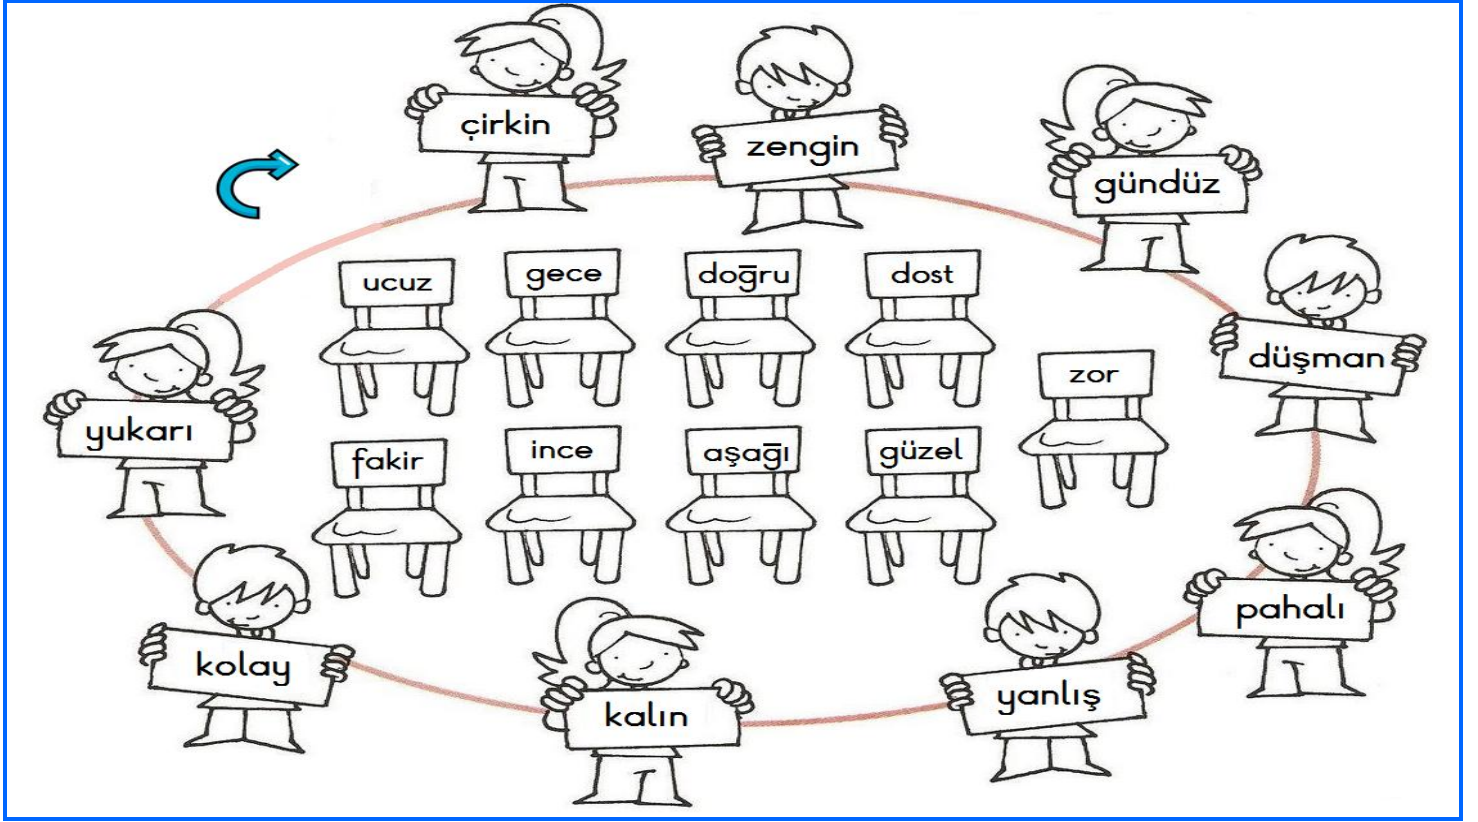 çirkin
zengin
gündüz
ucuz
gece
doğru
dost
düşman
zor
yukarı
fakir
ince
aşağı
güzel
pahalı
kolay
kalın
yanlış